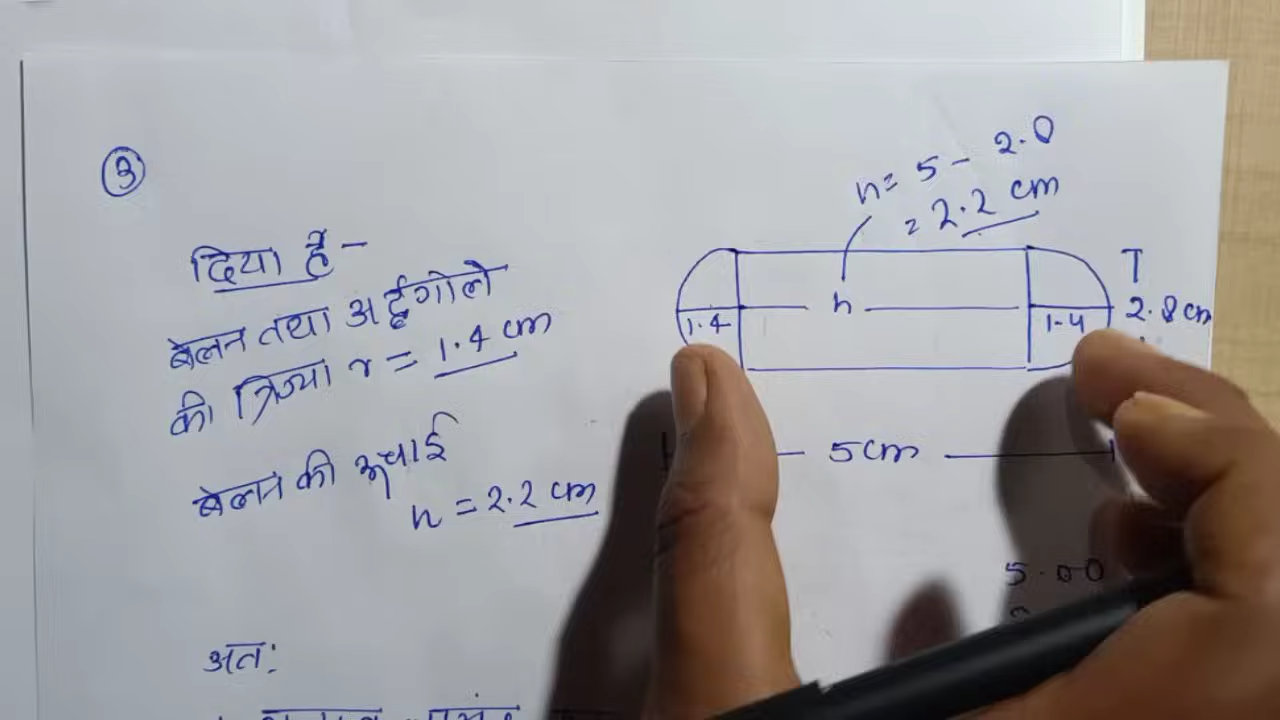 ③
h = 5 - 2.8
= 2.2 cm
दिया है -
बेलन तथा अर्द्धगोले
की त्रिज्या r = 1.4 cm
बेलन की ऊचाई
h = 2.2 cm
1.4 h 1.4 2.8 cm
5cm
5.00
अतः